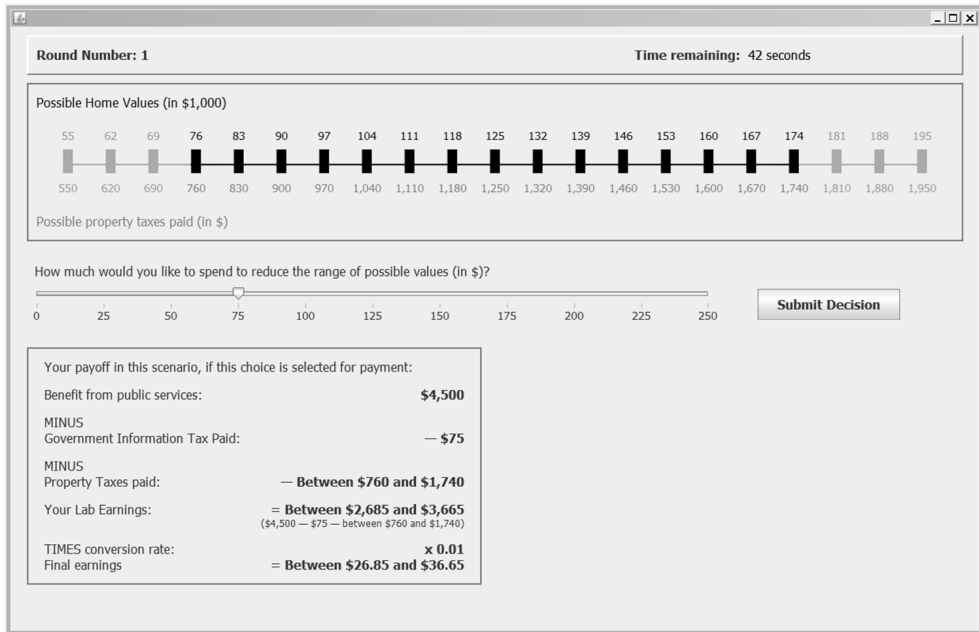 Round Number: 1 Time remaining: 42 seconds
Possible Home Values (in $1,000)
55 62 69 76 83 90 97 104 111 118 125 132 139 146 153 160 167 174 181 188 195
550 620 690 760 830 900 970 1,040 1,110 1,180 1,250 1,320 1,390 1,460 1,530 1,600 1,670 1,740 1,810 1,880 1,950
Possible property taxes paid (in $)
How much would you like to spend to reduce the range of possible values (in $)?
0 25 50 75 100 125 150 175 200 225 250
Submit Decision
Your payoff in this scenario, if this choice is selected for payment:
Benefit from public services: $4,500
MINUS
Government Information Tax Paid: — $75
MINUS
Property Taxes paid: — Between $760 and $1,740
Your Lab Earnings: = Between $2,685 and $3,665
($4,500 — $75 — between $760 and $1,740)
TIMES conversion rate: x 0.01
Final earnings = Between $26.85 and $36.65